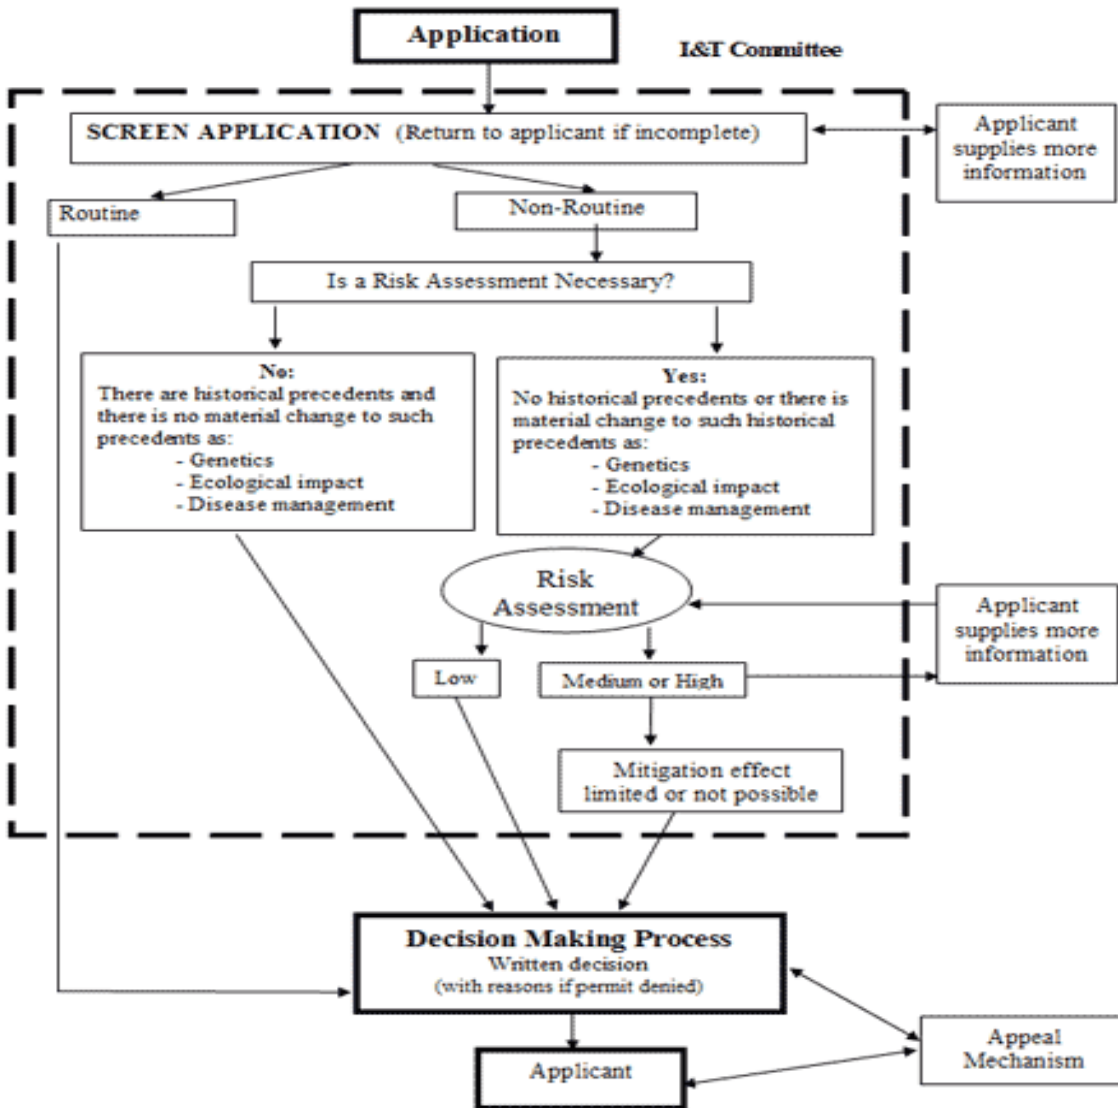 Application
I&T Committee
SCREEN APPLICATION (Return to applicant if incomplete)
Applicant
supplies more
information
Routine
Non-Routine
Is a Risk Assessment Necessary?
No:
There are historical precedents and
there is no material change to such
precedents as:
- Genetics
- Ecological impact
- Disease management
Yes:
No historical precedents or there is
material change to such historical
precedents as:
- Genetics
- Ecological impact
- Disease management
Risk
Assessment
Applicant
supplies more
information
Low
Medium or High
Mitigation effect
limited or not possible
Decision Making Process
Written decision
(with reasons if permit denied)
Appeal
Mechanism
Applicant